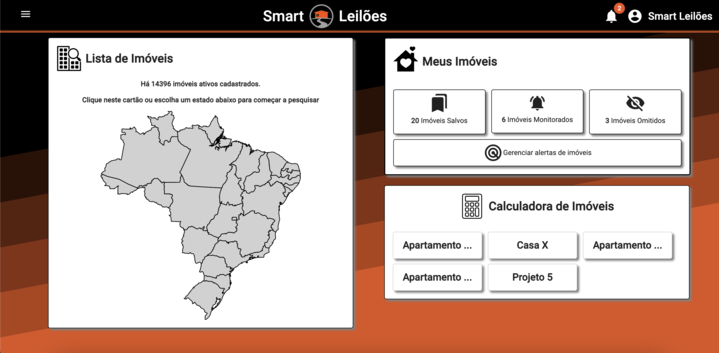 Smart Leilões
2
Smart Leilões
Lista de Imóveis
Há 14396 imóveis ativos cadastrados.
Clique neste cartão ou escolha um estado abaixo para começar a pesquisar
Meus Imóveis
20 Imóveis Salvos
6 Imóveis Monitorados
3 Imóveis Omitidos
Gerenciar alertas de imóveis
Calculadora de Imóveis
Apartamento ...
Casa X
Apartamento ...
Apartamento ...
Projeto 5